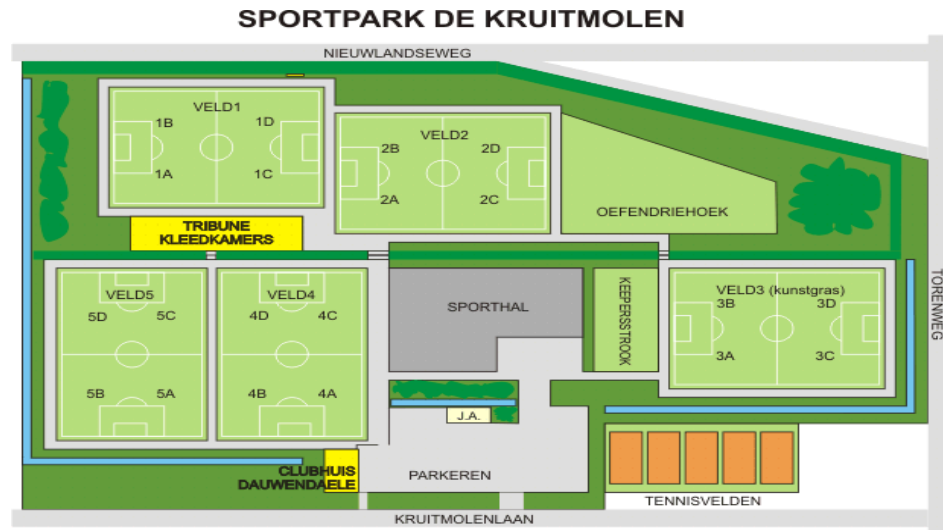 SPORTPARK DE KRUITMOLEN
NIEUWLANDSEWEG
VELD1
1B 1D
1A 1C
VELD2
2B 2D
2A 2C
OEFENDRIEHOEK
TRIBUNE
KLEEDKAMERS
TORENWEG
VELD5
5D 5C
5B 5A
VELD4
4D 4C
4B 4A
SPORTHAL
KEEPERSSTROOK
VELD3 (kunstgras)
3B 3D
3A 3C
J.A.
CLUBHUIS
DAUWENDAELE
PARKEREN
TENNISVELDEN
KRUITMOLENLAAN